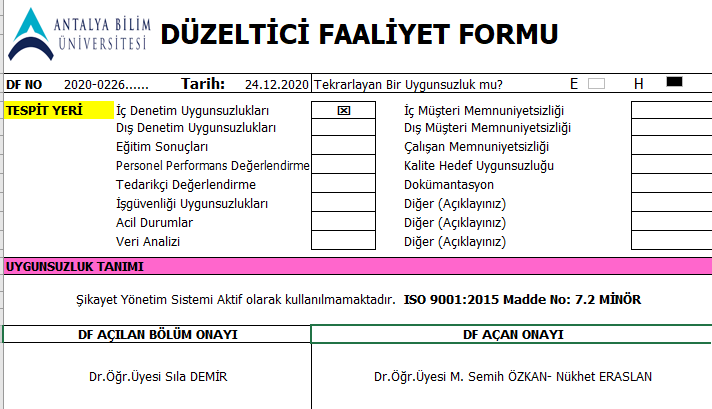 ANTALYA BİLİM
ÜNİVERSİTESİ
DÜZELTİCİ FAALİYET FORMU
DF NO 2020-0226...... Tarih: 24.12.2020 Tekrarlayan Bir Uygunsuzluk mu? E H
TESPİT YERİ İç Denetim Uygunsuzlukları ☒ İç Müşteri Memnuniyetsizliği
Dış Denetim Uygunsuzlukları Dış Müşteri Memnuniyetsizliği
Eğitim Sonuçları Çalışan Memnuniyetsizliği
Personel Performans Değerlendirme Kalite Hedef Uygunsuzluğu
Tedarikçi Değerlendirme Dokümantasyon
İşgüvenliği Uygunsuzlukları Diğer (Açıklayınız)
Acil Durumlar Diğer (Açıklayınız)
Veri Analizi Diğer (Açıklayınız)
UYGUNSUZLUK TANIMI
Şikayet Yönetim Sistemi Aktif olarak kullanılmamaktadır. ISO 9001:2015 Madde No: 7.2 MİNÖR
DF AÇILAN BÖLÜM ONAYI DF AÇAN ONAYI
Dr.Öğr.Üyesi Sıla DEMİR Dr.Öğr.Üyesi M. Semih ÖZKAN- Nükhet ERASLAN